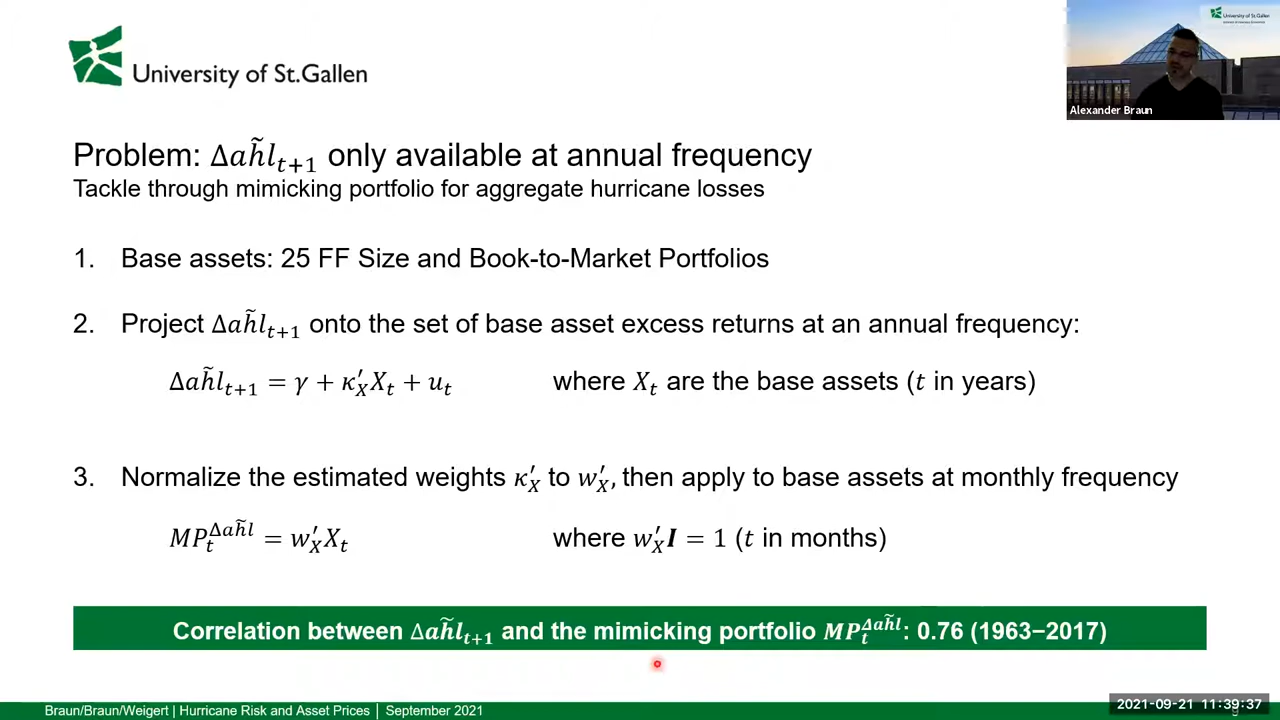 University of St.Gallen
University of St.Gallen
Alexander Braun
Problem: Δah̃l_{t+1} only available at annual frequency
Tackle through mimicking portfolio for aggregate hurricane losses
1. Base assets: 25 FF Size and Book-to-Market Portfolios
2. Project Δah̃l_{t+1} onto the set of base asset excess returns at an annual frequency:
Δah̃l_{t+1} = γ + κ′_X X_t + u_t where X_t are the base assets (t in years)
3. Normalize the estimated weights κ′_X to w′_X, then apply to base assets at monthly frequency
MP_t^{Δah̃l} = w′_X X_t where w′_X I = 1 (t in months)
Correlation between Δah̃l_{t+1} and the mimicking portfolio MP_t^{Δah̃l}: 0.76 (1963−2017)
Braun/Braun/Weigert | Hurricane Risk and Asset Prices | September 2021
2021-09-21 11:39:37